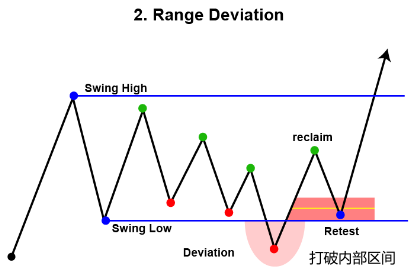 2. Range Deviation
Swing High
reclaim
Swing Low
Retest
Deviation
打破内部区间